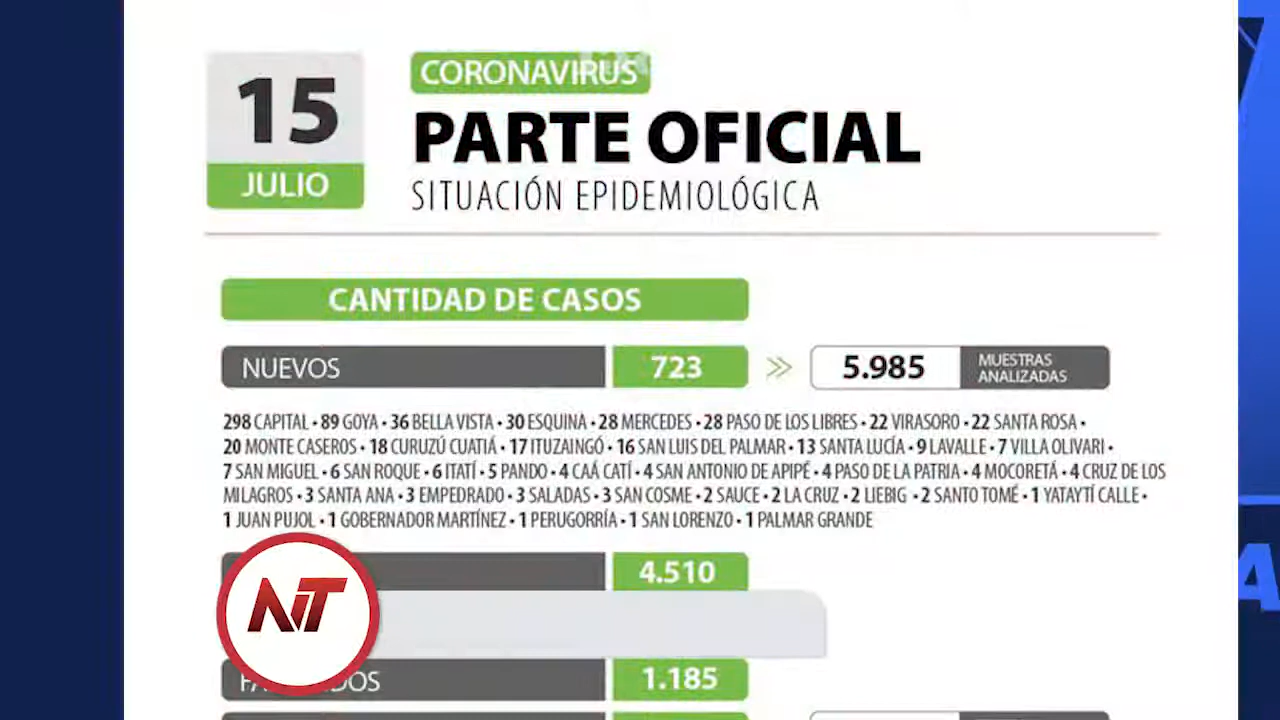 15
JULIO
CORONAVIRUS
PARTE OFICIAL
SITUACIÓN EPIDEMIOLÓGICA
CANTIDAD DE CASOS
NUEVOS 723 >> 5.985 MUESTRAS ANALIZADAS
298 CAPITAL • 89 GOYA • 36 BELLA VISTA • 30 ESQUINA • 28 MERCEDES • 28 PASO DE LOS LIBRES • 22 VIRASORO • 22 SANTA ROSA •
20 MONTE CASEROS • 18 CURUZÚ CUATIÁ • 17 ITUZAINGÓ • 16 SAN LUIS DEL PALMAR • 13 SANTA LUCÍA • 9 LAVALLE • 7 VILLA OLIVARI •
7 SAN MIGUEL • 6 SAN ROQUE • 6 ITATÍ • 5 PANDO • 4 CAÁ CATÍ • 4 SAN ANTONIO DE APIPÉ • 4 PASO DE LA PATRIA • 4 MOCORETÁ • 4 CRUZ DE LOS
MILAGROS • 3 SANTA ANA • 3 EMPEDRADO • 3 SALADAS • 3 SAN COSME • 2 SAUCE • 2 LA CRUZ • 2 LIEBIG • 2 SANTO TOMÉ • 1 YATAYTÍ CALLE •
1 JUAN PUJOL • 1 GOBERNADOR MARTÍNEZ • 1 PERUGORRÍA • 1 SAN LORENZO • 1 PALMAR GRANDE
4.510
NT
1.185
A